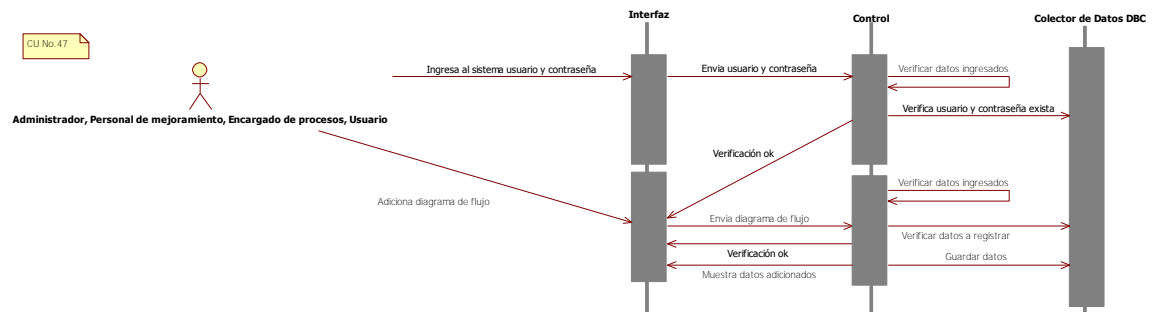 Interfaz
Control
Colector de Datos DBC
CU No.47
Ingresa al sistema usuario y contraseña
Envia usuario y contraseña
Verificar datos ingresados
Verifica usuario y contraseña exista
Administrador, Personal de mejoramiento, Encargado de procesos, Usuario
Verificación ok
Verificar datos ingresados
Adiciona diagrama de flujo
Envia diagrama de flujo
Verificar datos a registrar
Verificación ok
Guardar datos
Muestra datos adicionados